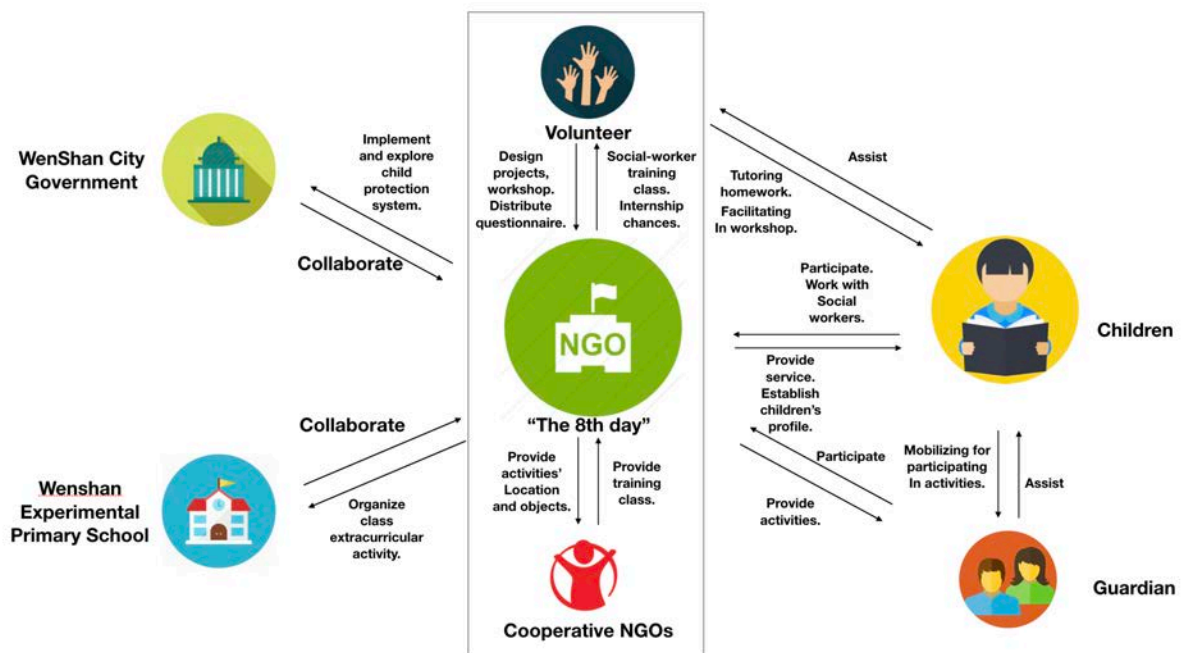 Volunteer
WenShan City
Government
Implement
and explore
child
protection
system.
Collaborate
Design
projects,
workshop.
Distribute
questionnaire.
Social-worker
training
class.
Internship
chances.
Assist
Tutoring
homework.
Facilitating
In workshop.
NGO
"The 8th day"
Participate.
Work with
Social
workers.
Children
Provide
service.
Establish
children's
profile.
Collaborate
Wenshan
Experimental
Primary School
Organize
class
extracurricular
activity.
Provide
activities'
Location
and objects.
Provide
training
class.
Participate
Provide
activities.
Mobilizing for
participating
In activities.
Assist
Guardian
Cooperative NGOs